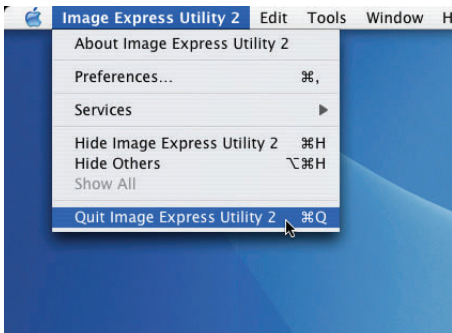 Image Express Utility 2 Edit Tools Window H
About Image Express Utility 2
Preferences... ⌘,
Services ▶
Hide Image Express Utility 2 ⌘H
Hide Others ⌥⌘H
Show All
Quit Image Express Utility 2 ⌘Q